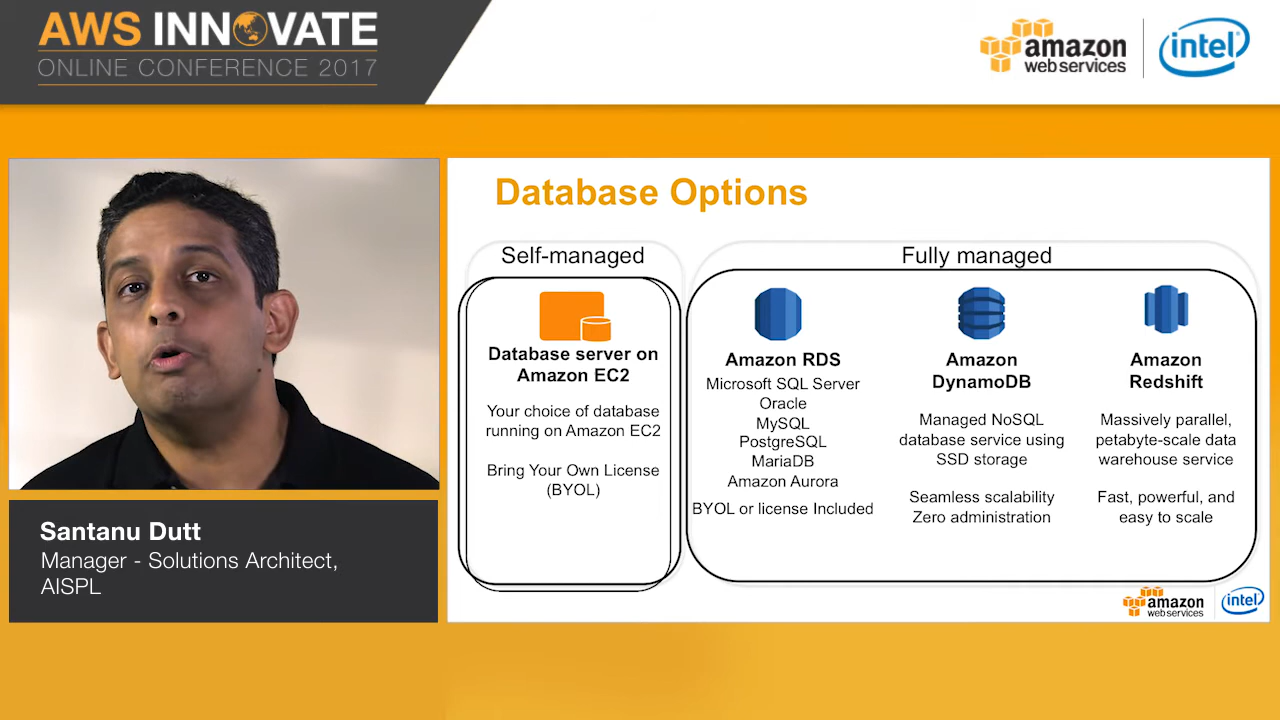 AWS INNOVATE
ONLINE CONFERENCE 2017
amazon
webservices
intel
Santanu Dutt
Manager - Solutions Architect,
AISPL
Database Options
Self-managed
Database server on
Amazon EC2
Your choice of database
running on Amazon EC2
Bring Your Own License
(BYOL)
Fully managed
Amazon RDS
Microsoft SQL Server
Oracle
MySQL
PostgreSQL
MariaDB
Amazon Aurora
BYOL or license Included
Amazon
DynamoDB
Managed NoSQL
database service using
SSD storage
Seamless scalability
Zero administration
Amazon
Redshift
Massively parallel,
petabyte-scale data
warehouse service
Fast, powerful, and
easy to scale
amazon
webservices
intel